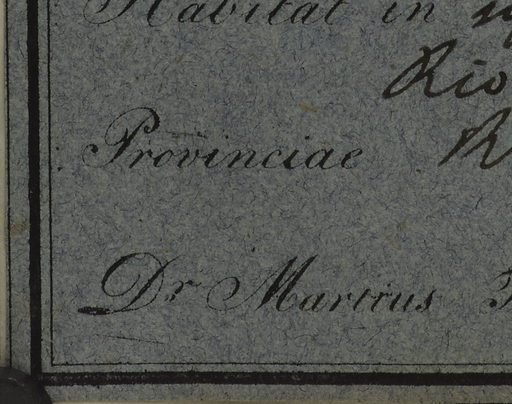 Habitat in
Rio
Provinciae
Dr Martius